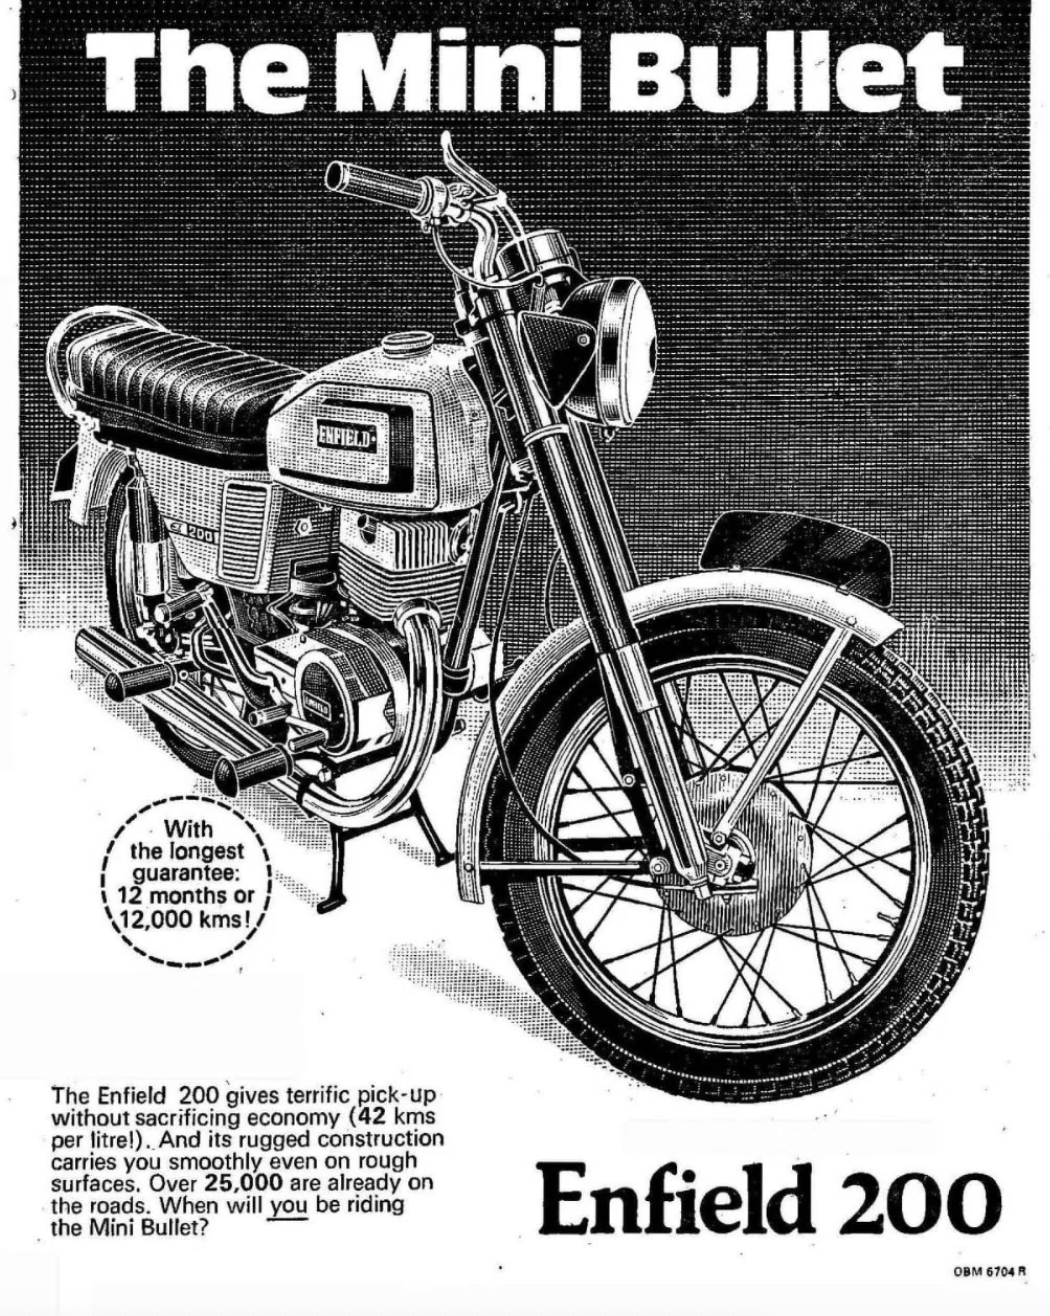 The Mini Bullet
ENFIELD
200
ENFIELD
With
the longest
guarantee:
12 months or
12,000 kms!
The Enfield 200 gives terrific pick-up
without sacrificing economy (42 kms
per litre!). And its rugged construction
carries you smoothly even on rough
surfaces. Over 25,000 are already on
the roads. When will you be riding
the Mini Bullet?
Enfield 200
OBM 6704 R